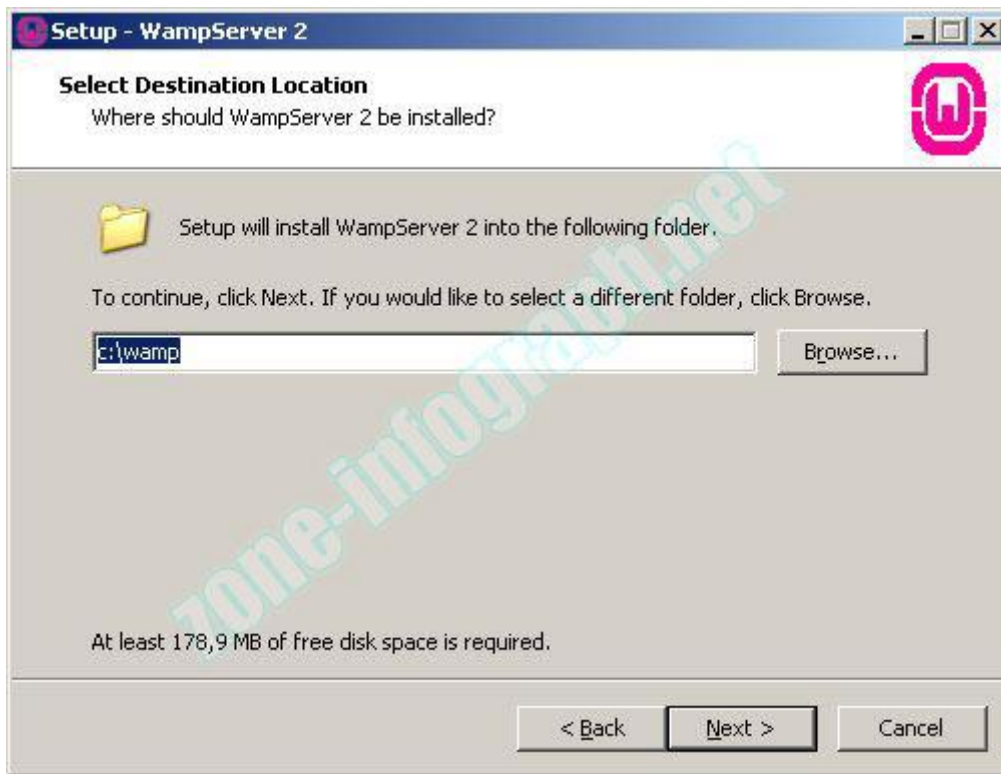 Setup - WampServer 2
Select Destination Location
Where should WampServer 2 be installed?
W
Setup will install WampServer 2 into the following folder.
To continue, click Next. If you would like to select a different folder, click Browse.
c:\wamp
Browse...
zone-infograph.net
At least 178,9 MB of free disk space is required.
< Back
Next >
Cancel